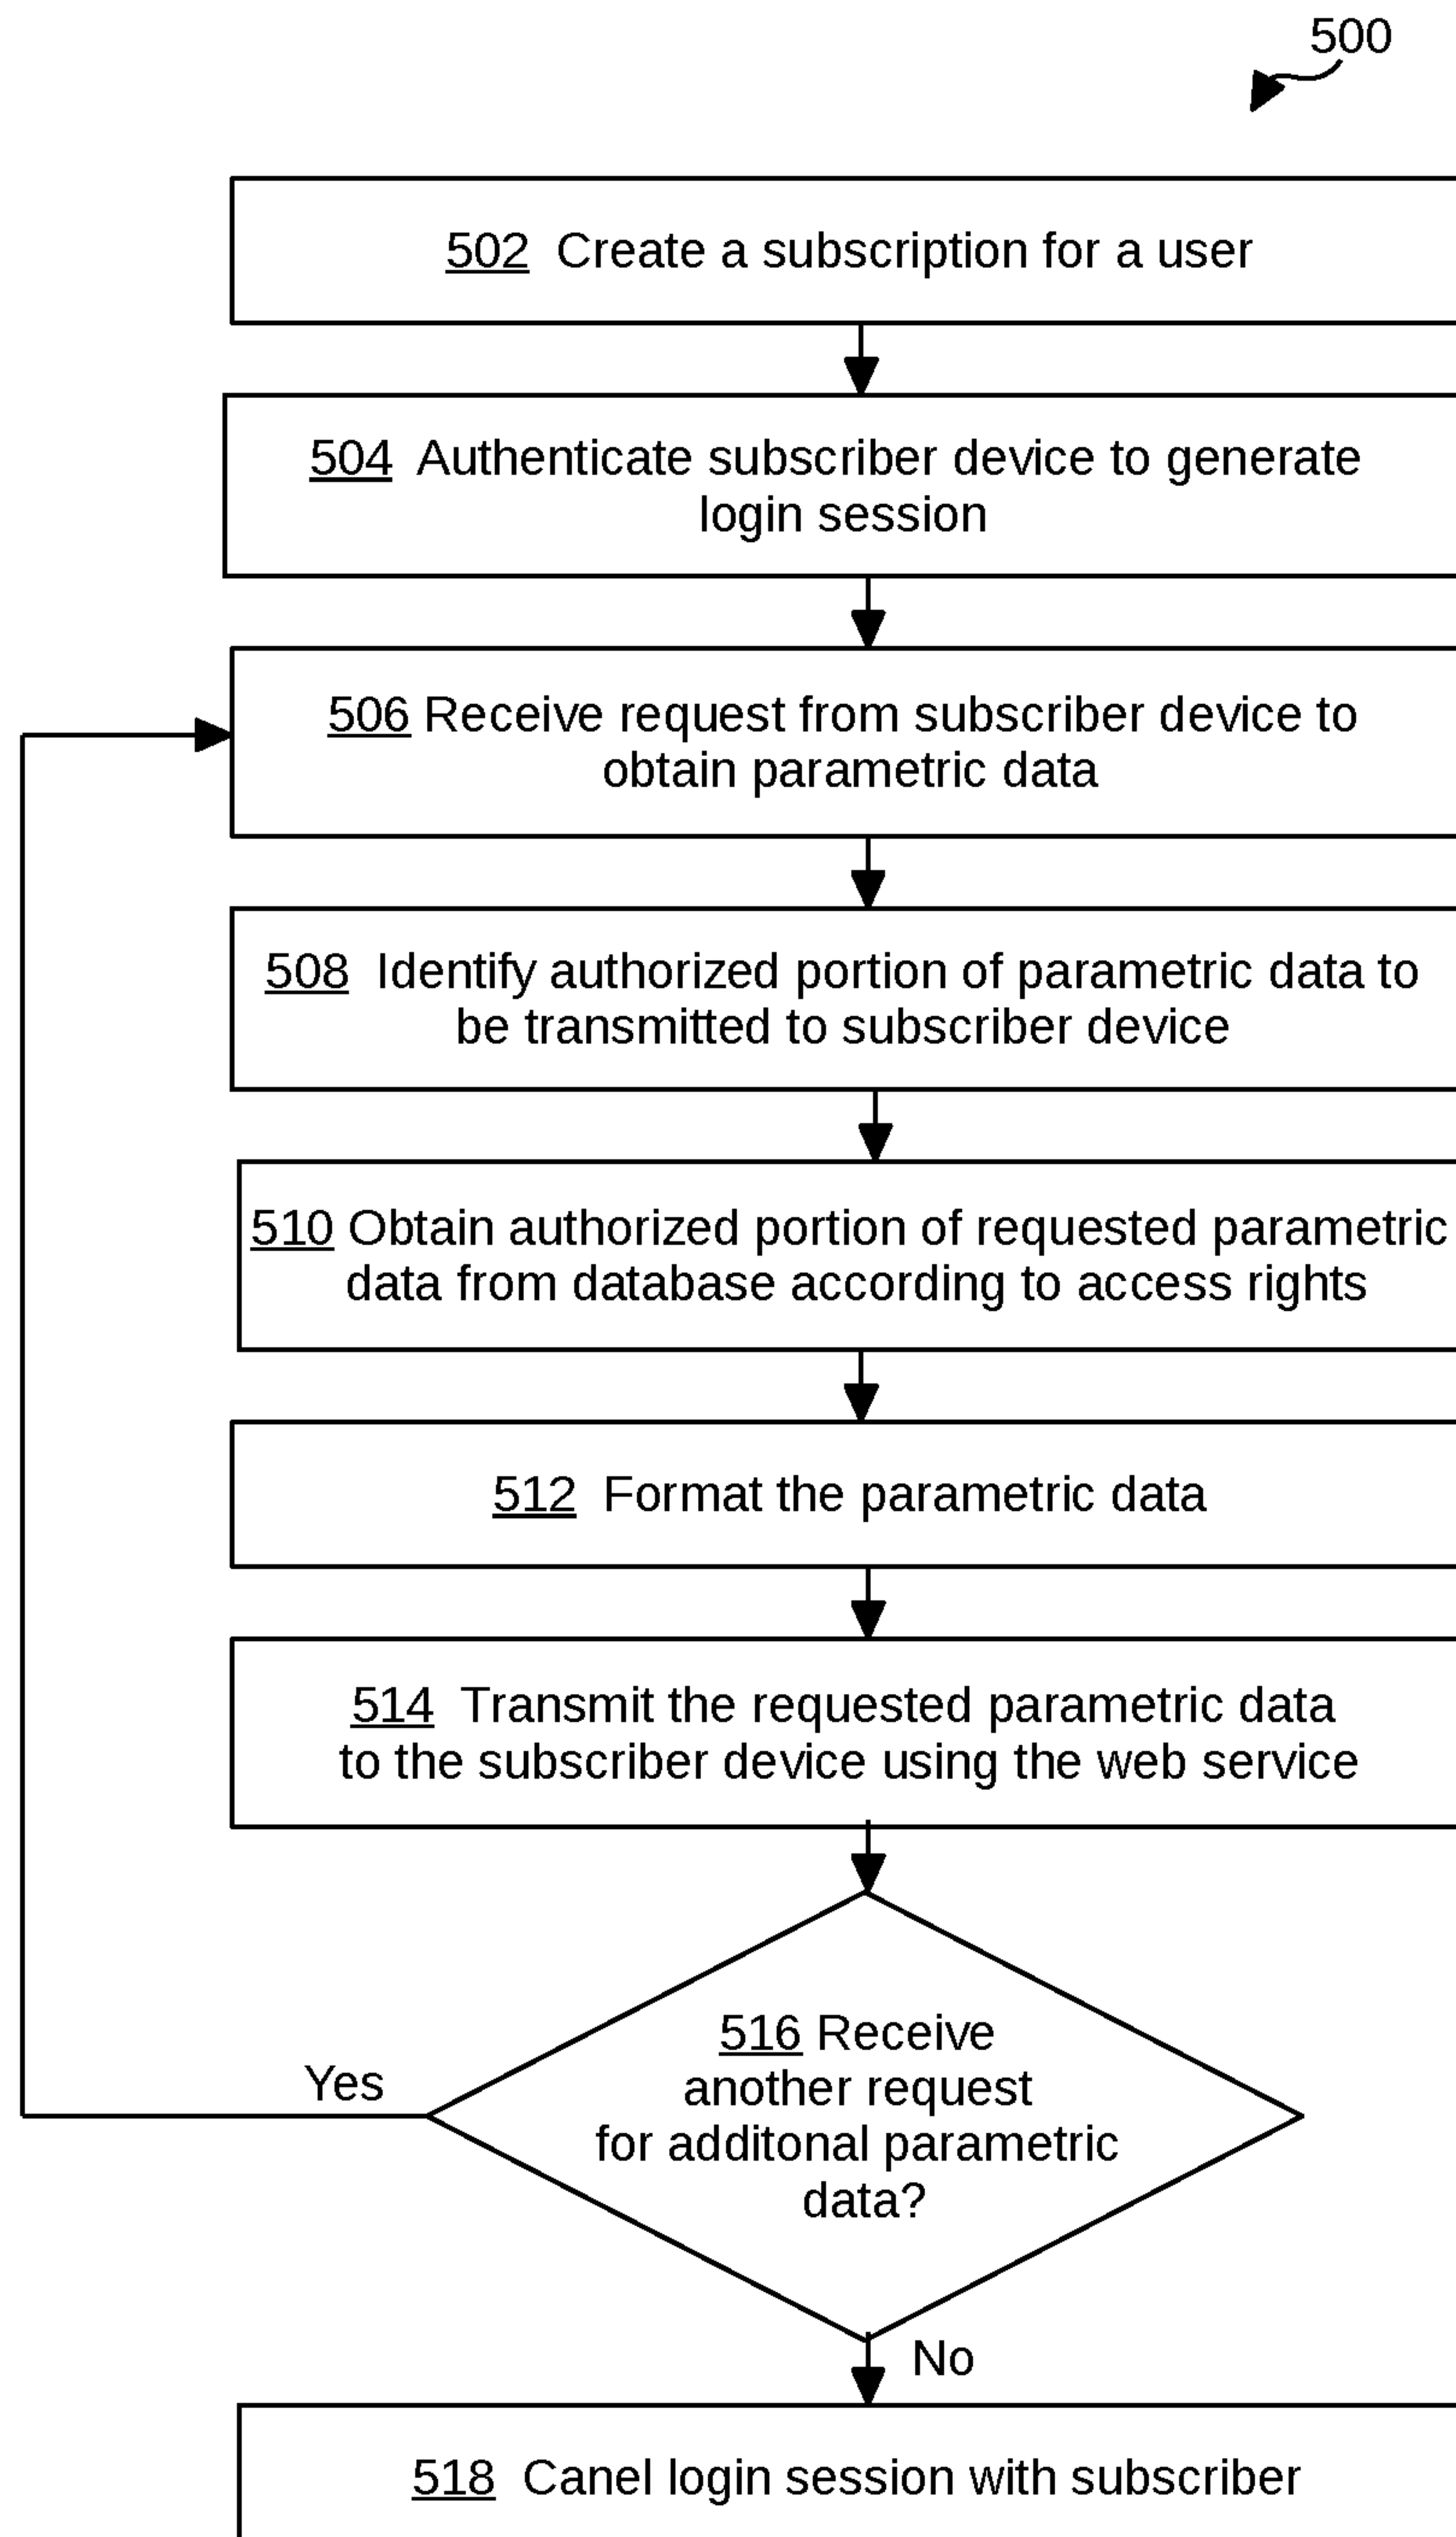 500
502 Create a subscription for a user
504 Authenticate subscriber device to generate
login session
506 Receive request from subscriber device to
obtain parametric data
508 Identify authorized portion of parametric data to
be transmitted to subscriber device
510 Obtain authorized portion of requested parametric
data from database according to access rights
512 Format the parametric data
514 Transmit the requested parametric data
to the subscriber device using the web service
516 Receive
another request
for additonal parametric
data?
Yes
No
518 Canel login session with subscriber